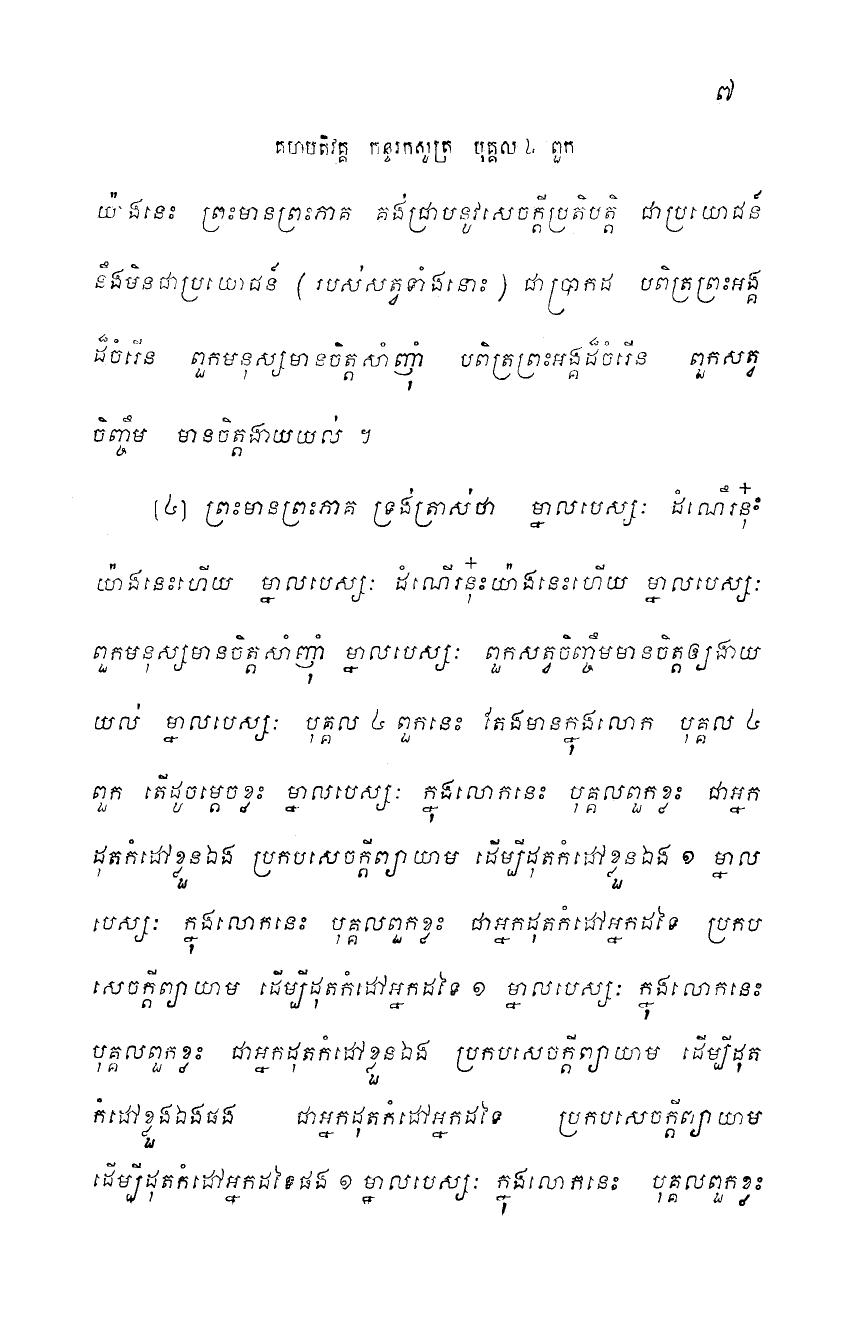 ៧
គហបតិវគ្គ កន្ទរកសូត្រ បុគ្គល ៤ ពួក
យ៉ាងនេះ ព្រះមានព្រះភាគ គង់ជ្រាបនូវសេចក្តីប្រតិបត្តិ ជាប្រយោជន៍
នឹងមិនជាប្រយោជន៍ ( របស់សត្វទាំងនោះ ) ជាប្រាកដ បពិត្រព្រះអង្គ
ដ៏ចំរើន ពួកមនុស្សមានចិត្តសាំញ៉ាំ បពិត្រព្រះអង្គដ៏ចំរើន ពួកសត្វ
ចិញ្ចឹម មានចិត្តងាយយល់ ។
[៤] ព្រះមានព្រះភាគ ទ្រង់ត្រាស់ថា ម្នាលបេស្សៈ ដំណើរនុ៎ះ
យ៉ាងនេះហើយ ម្នាលបេស្សៈ ដំណើរនុ៎ះយ៉ាងនេះហើយ ម្នាលបេស្សៈ
ពួកមនុស្សមានចិត្តសាំញ៉ាំ ម្នាលបេស្សៈ ពួកសត្វចិញ្ចឹមមានចិត្តឲ្យងាយ
យល់ ម្នាលបេស្សៈ បុគ្គល ៤ ពួកនេះ តែងមានក្នុងលោក បុគ្គល ៤
ពួក តើដូចម្តេចខ្លះ ម្នាលបេស្សៈ ក្នុងលោកនេះ បុគ្គលពួកខ្លះ ជាអ្នក
ដុតកំដៅខ្លួនឯង ប្រកបសេចក្តីព្យាយាម ដើម្បីដុតកំដៅខ្លួនឯង ១ ម្នាល
បេស្សៈ ក្នុងលោកនេះ បុគ្គលពួកខ្លះ ជាអ្នកដុតកំដៅអ្នកដទៃ ប្រកប
សេចក្តីព្យាយាម ដើម្បីដុតកំដៅអ្នកដទៃ ១ ម្នាលបេស្សៈ ក្នុងលោកនេះ
បុគ្គលពួកខ្លះ ជាអ្នកដុតកំដៅខ្លួនឯង ប្រកបសេចក្តីព្យាយាម ដើម្បីដុត
កំដៅខ្លួងឯងផង ជាអ្នកដុតកំដៅអ្នកដទៃ ប្រកបសេចក្តីព្យាយាម
ដើម្បីដុតកំដៅអ្នកដទៃផង ១ ម្នាលបេស្សៈ ក្នុងលោកនេះ បុគ្គលពួកខ្លះ